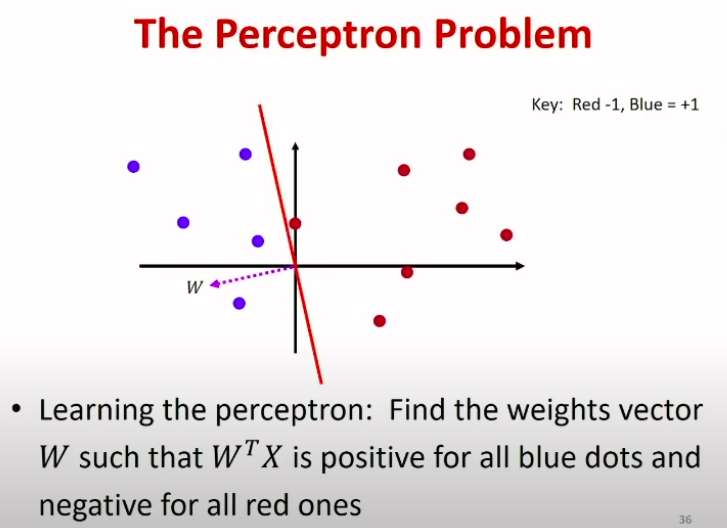 The Perceptron Problem
Key: Red -1, Blue = +1
W
• Learning the perceptron: Find the weights vector
W such that WᵀX is positive for all blue dots and
negative for all red ones
36